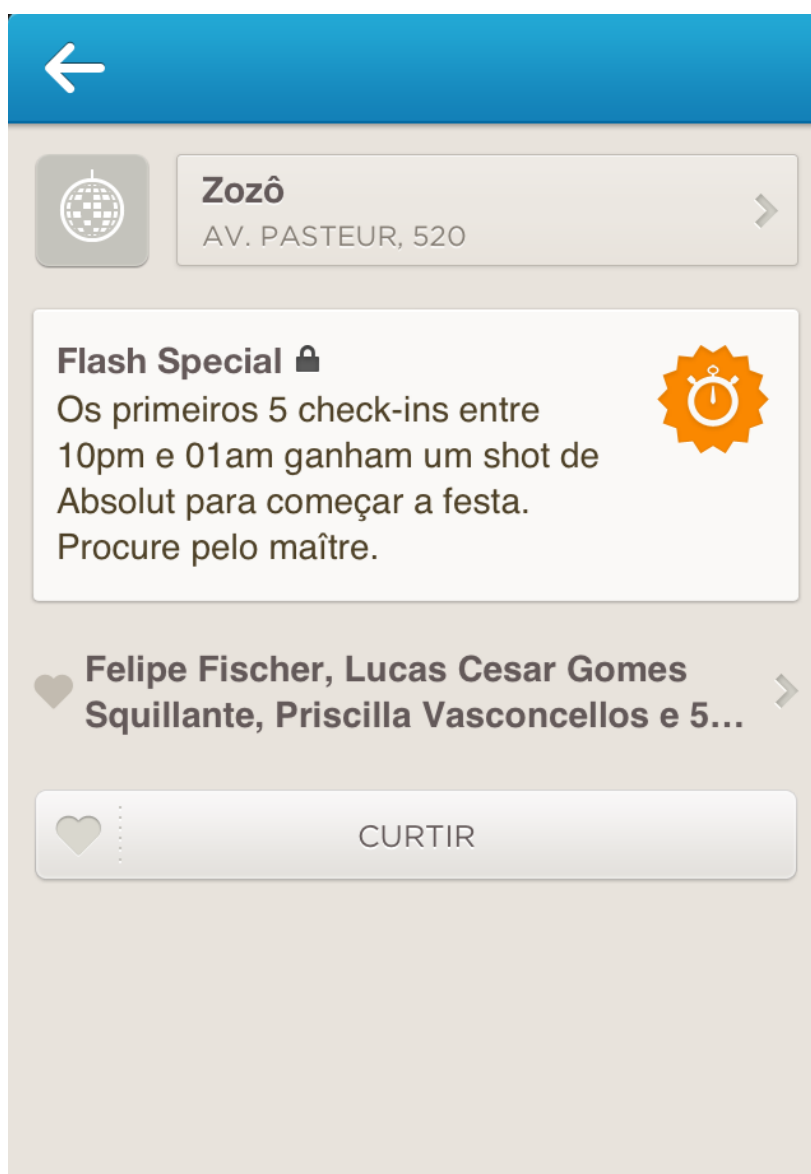 Zozô
AV. PASTEUR, 520
Flash Special
Os primeiros 5 check-ins entre
10pm e 01am ganham um shot de
Absolut para começar a festa.
Procure pelo maître.
Felipe Fischer, Lucas Cesar Gomes
Squillante, Priscilla Vasconcellos e 5...
CURTIR